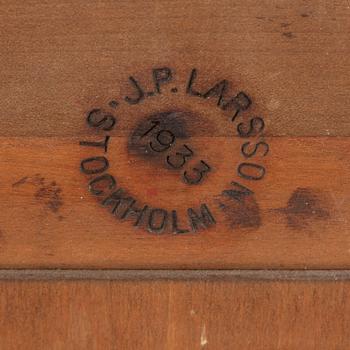 · J.P. LARSSON ·
STOCKHOLM
1933